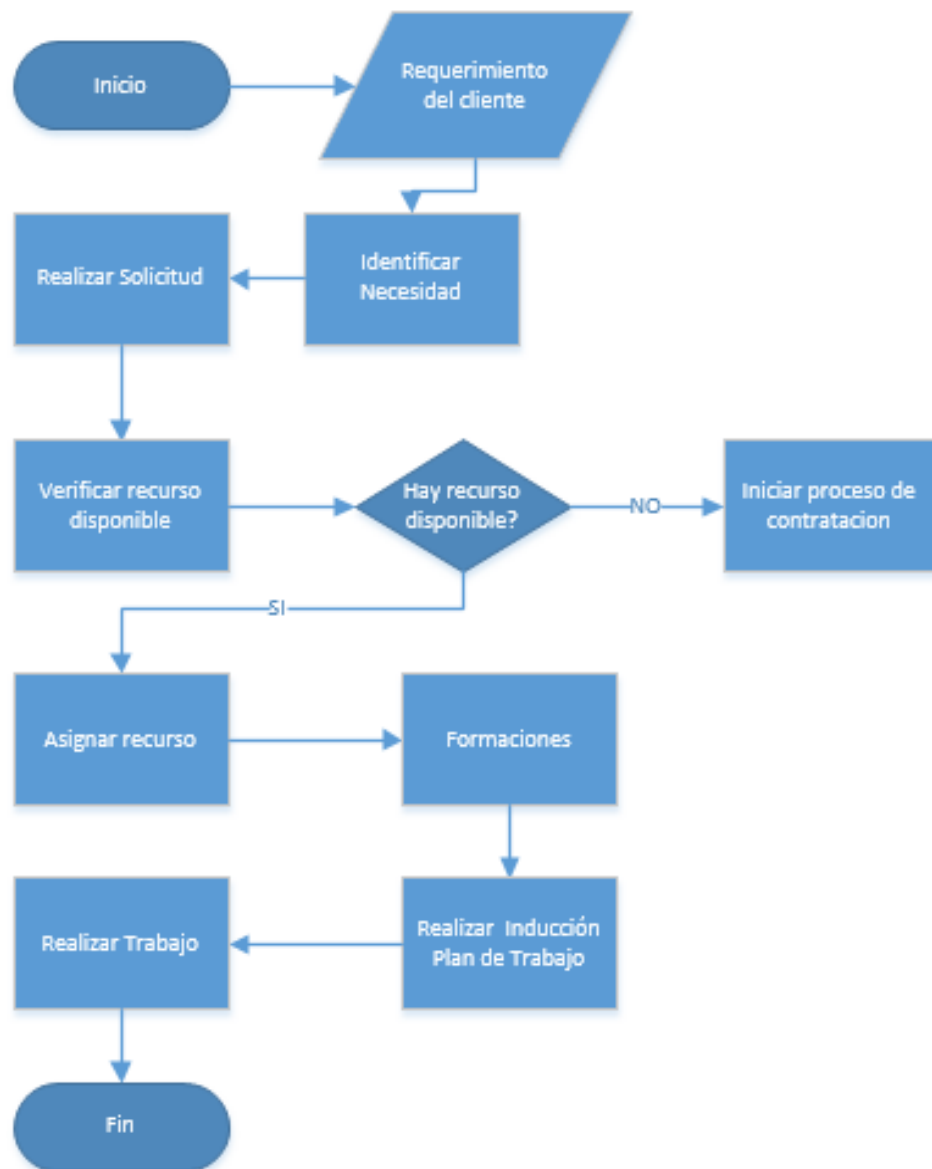 Inicio
Requerimiento
del cliente
Realizar Solicitud
Identificar
Necesidad
Verificar recurso
disponible
Hay recurso
disponible?
NO
Iniciar proceso de
contratacion
SI
Asignar recurso
Formaciones
Realizar Trabajo
Realizar Inducción
Plan de Trabajo
Fin